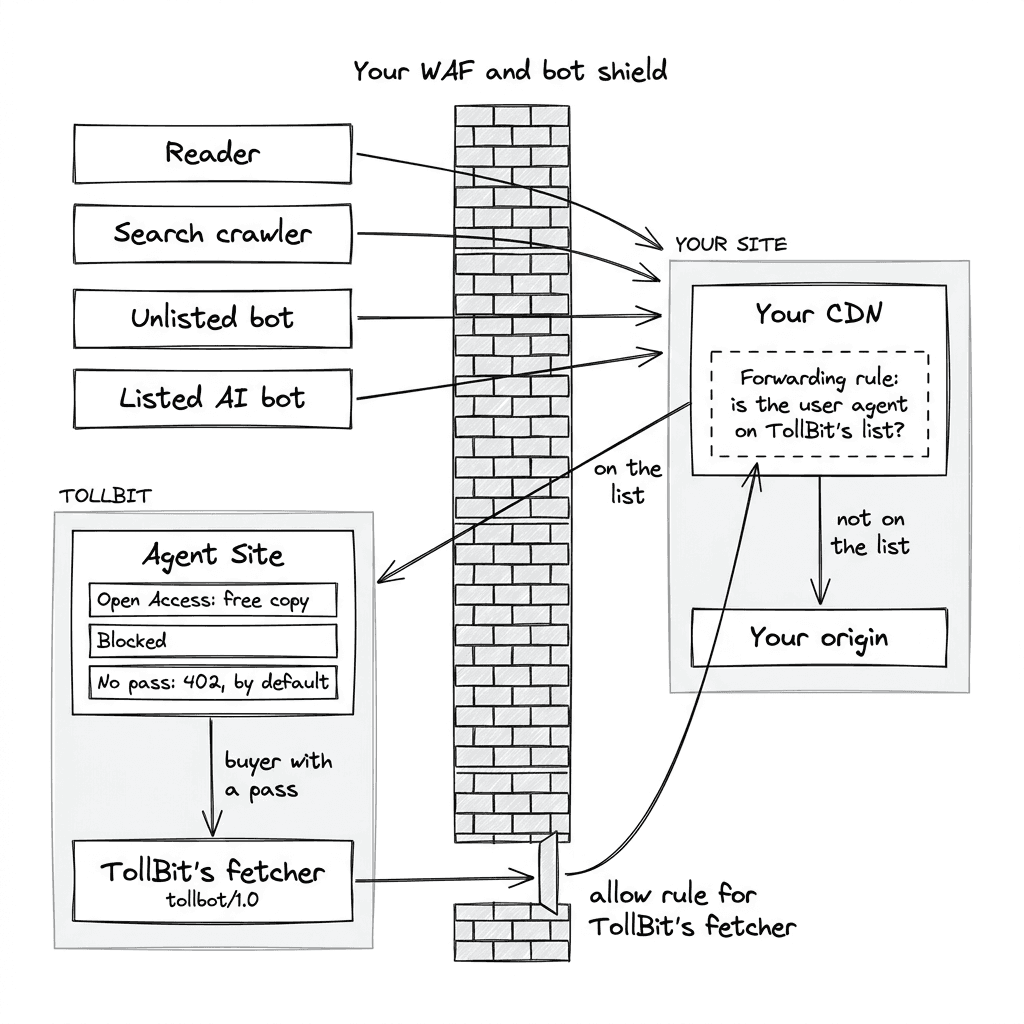 Your WAF and bot shield
Reader
Search crawler
Unlisted bot
Listed AI bot
YOUR SITE
Your CDN
Forwarding rule:
is the user agent
on TollBit's list?
on the
list
not on
the list
Your origin
TOLLBIT
Agent Site
Open Access: free copy
Blocked
No pass: 402, by default
buyer with
a pass
TollBit's fetcher
tollbot/1.0
allow rule for
TollBit's fetcher